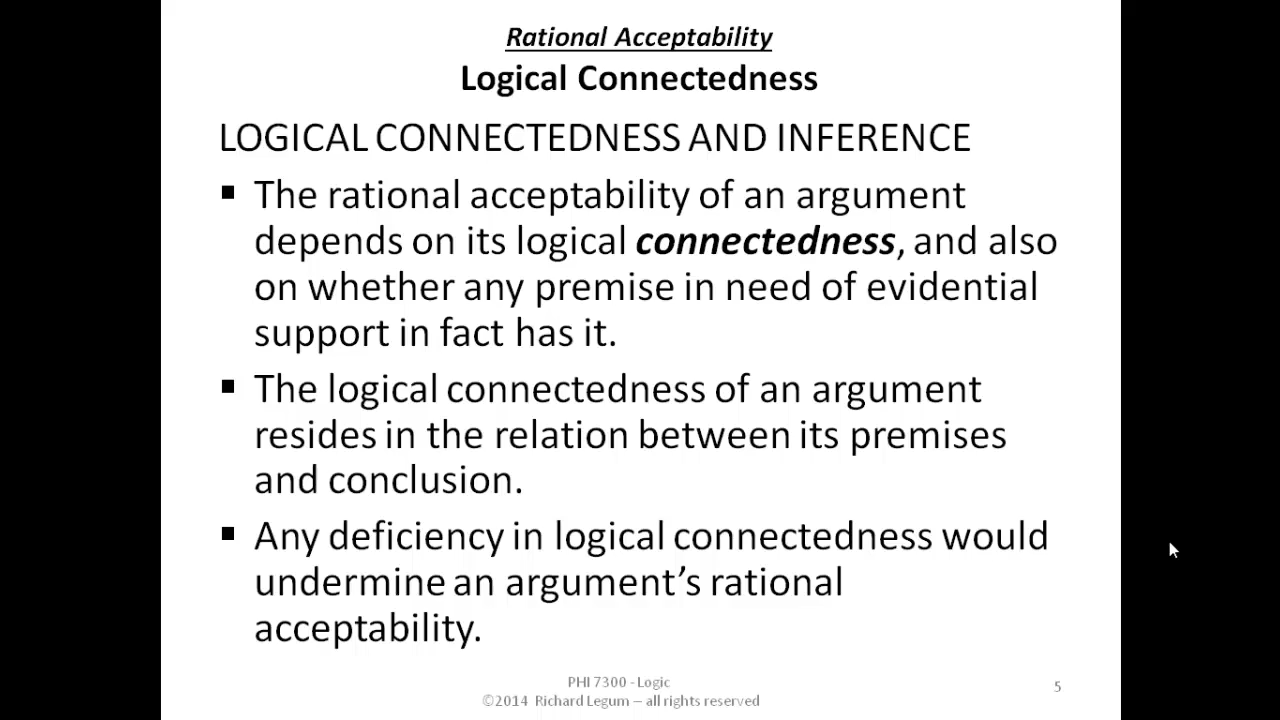 Rational Acceptability
Logical Connectedness
LOGICAL CONNECTEDNESS AND INFERENCE
▪ The rational acceptability of an argument
depends on its logical connectedness, and also
on whether any premise in need of evidential
support in fact has it.
▪ The logical connectedness of an argument
resides in the relation between its premises
and conclusion.
▪ Any deficiency in logical connectedness would
undermine an argument’s rational
acceptability.
PHI 7300 - Logic
©2014 Richard Legum – all rights reserved
5